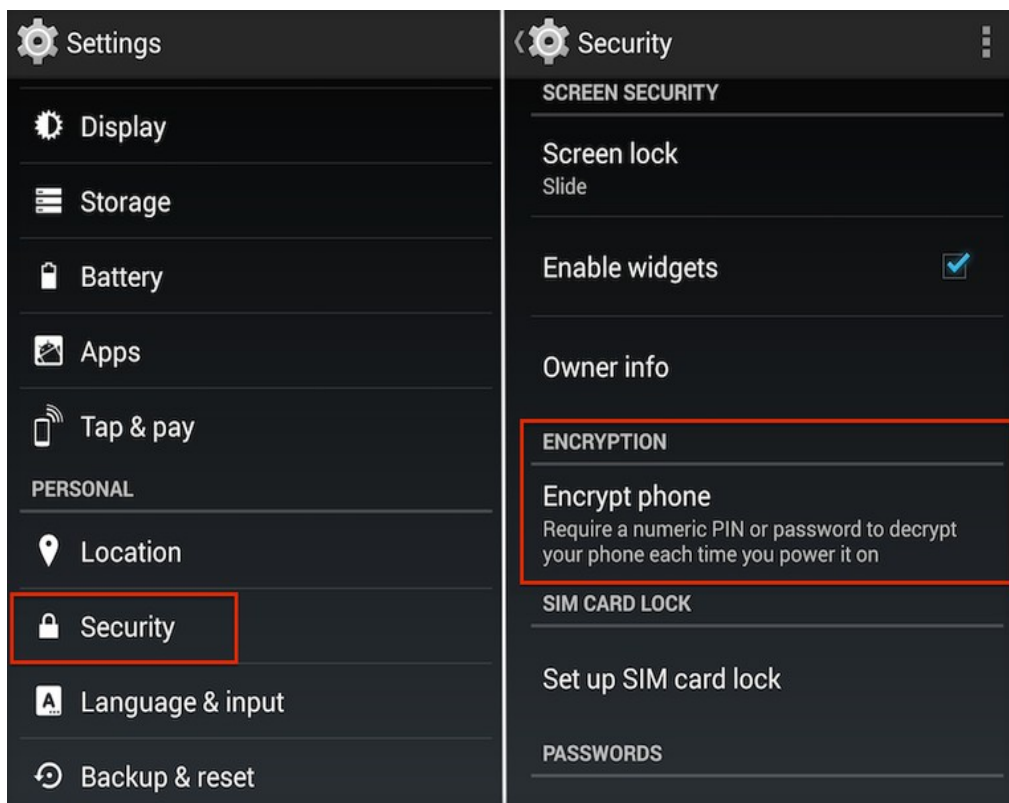 Settings
Display
Storage
Battery
Apps
Tap & pay
PERSONAL
Location
Security
Language & input
Backup & reset
Security
SCREEN SECURITY
Screen lock
Slide
Enable widgets
Owner info
ENCRYPTION
Encrypt phone
Require a numeric PIN or password to decrypt
your phone each time you power it on
SIM CARD LOCK
Set up SIM card lock
PASSWORDS